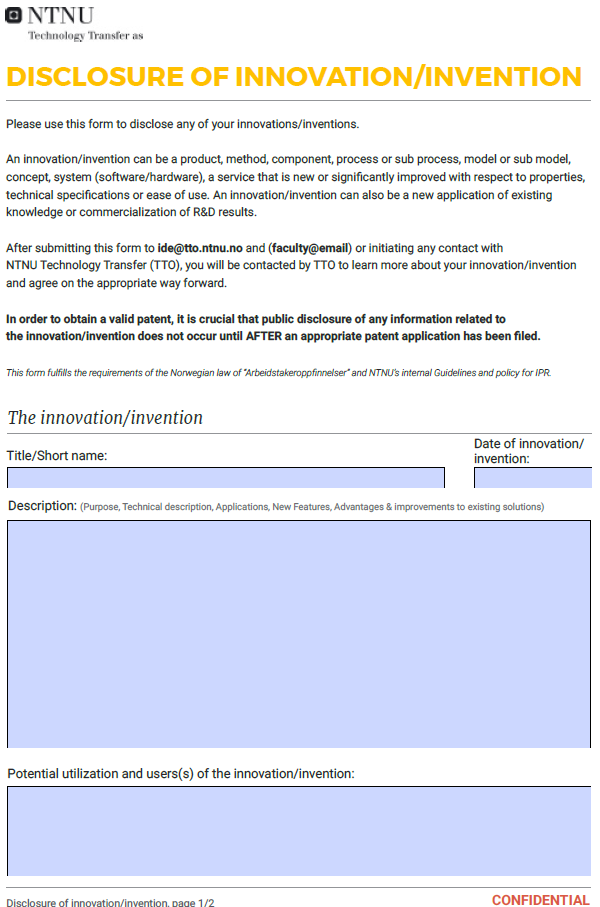 NTNU
Technology Transfer as
DISCLOSURE OF INNOVATION/INVENTION
Please use this form to disclose any of your innovations/inventions.
An innovation/invention can be a product, method, component, process or sub process, model or sub model,
concept, system (software/hardware), a service that is new or significantly improved with respect to properties,
technical specifications or ease of use. An innovation/invention can also be a new application of existing
knowledge or commercialization of R&D results.
After submitting this form to ide@tto.ntnu.no and (faculty@email) or initiating any contact with
NTNU Technology Transfer (TTO), you will be contacted by TTO to learn more about your innovation/invention
and agree on the appropriate way forward.
In order to obtain a valid patent, it is crucial that public disclosure of any information related to
the innovation/invention does not occur until AFTER an appropriate patent application has been filed.
This form fulfills the requirements of the Norwegian law of "Arbeidstakeroppfinnelser" and NTNU's internal Guidelines and policy for IPR.
The innovation/invention
Title/Short name:
Date of innovation/
invention:
Description: (Purpose, Technical description, Applications, New Features, Advantages & improvements to existing solutions)
Potential utilization and users(s) of the innovation/invention:
Disclosure of innovation/invention, page 1/2
CONFIDENTIAL